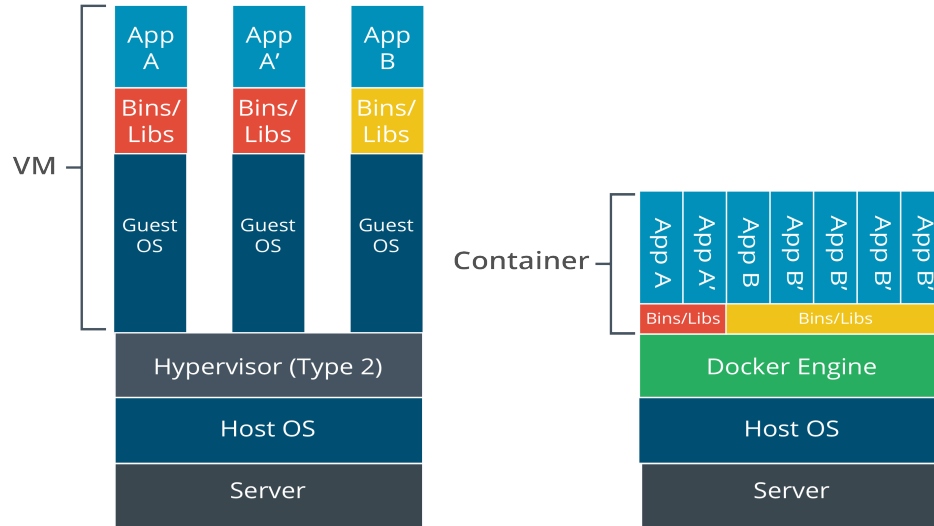 App
A
App
A’
App
B
Bins/
Libs
Bins/
Libs
Bins/
Libs
VM
Guest
OS
Guest
OS
Guest
OS
Hypervisor (Type 2)
Host OS
Server
Container
App A
App A’
App B
App B’
App B’
App B’
App B’
Bins/Libs
Bins/Libs
Docker Engine
Host OS
Server